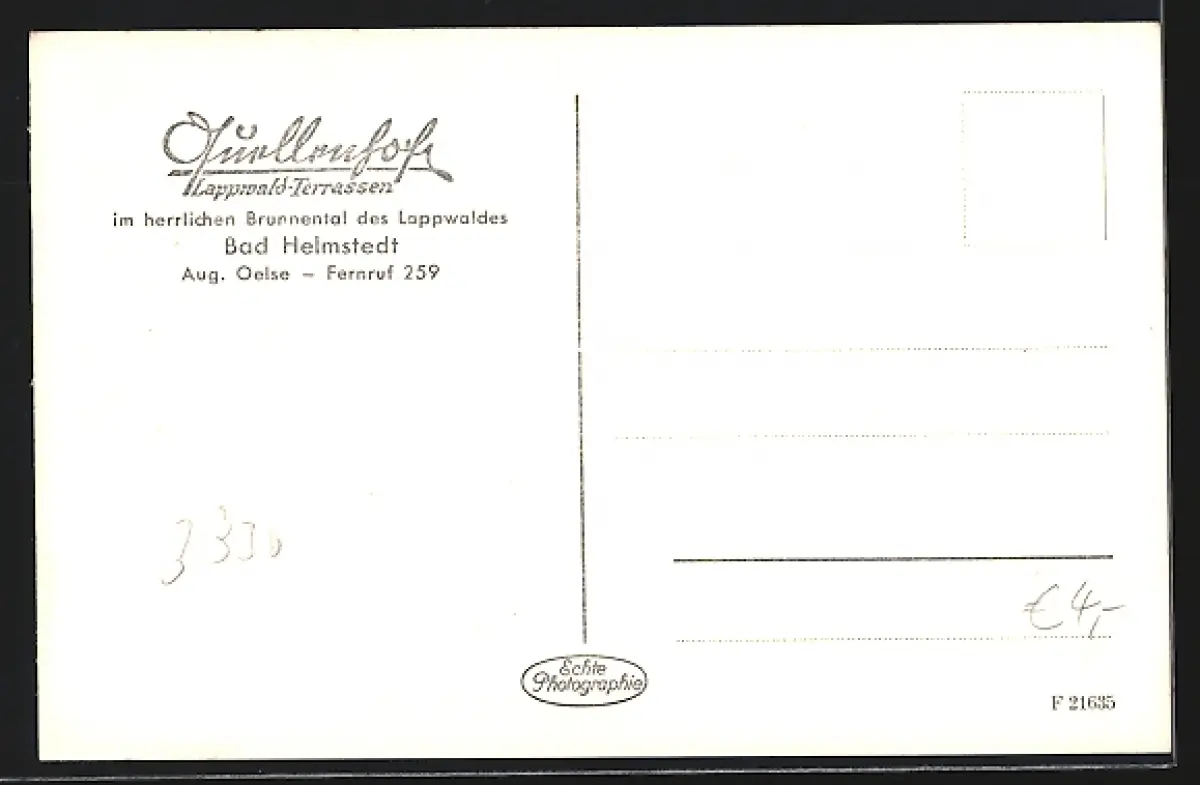 Quellenhof
Lappwald-Terrassen
im herrlichen Brunnental des Lappwaldes
Bad Helmstedt
Aug. Oelse – Fernruf 259
3330
€ 4,-
Echte
Photographie
F 21635